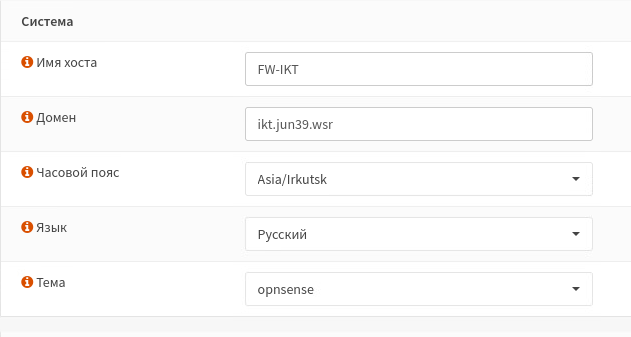 Система
Имя хоста
FW-IKT
Домен
ikt.jun39.wsr
Часовой пояс
Asia/Irkutsk
Язык
Русский
Тема
opnsense